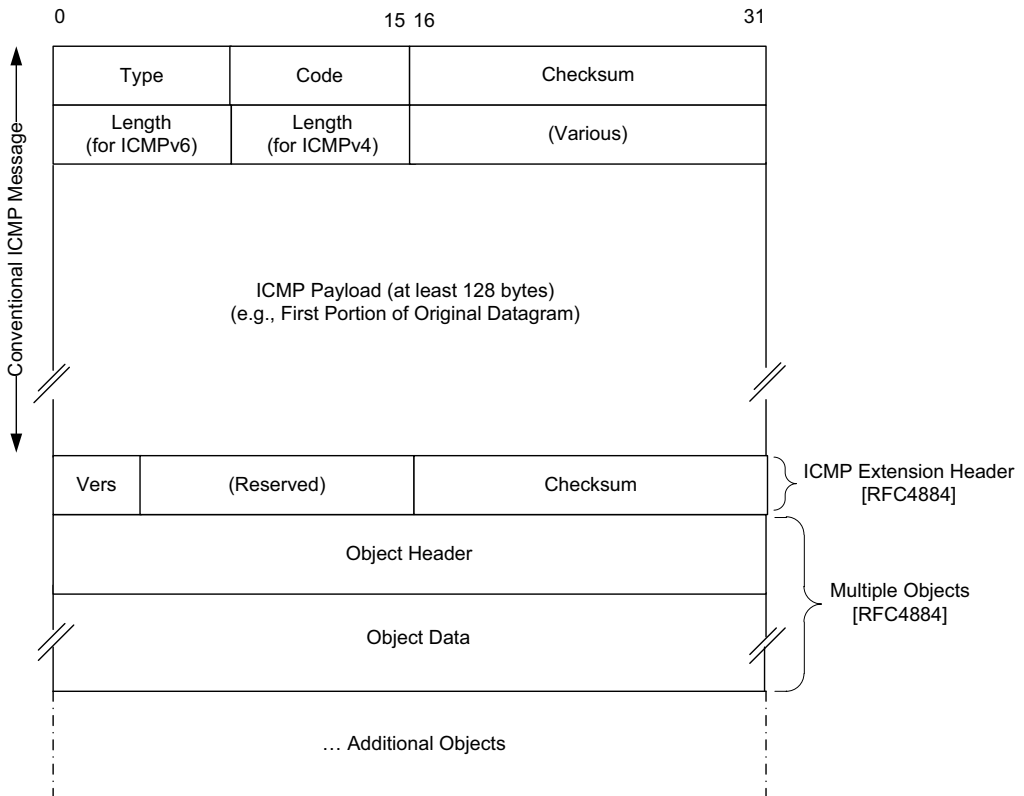 0
15 16
31
Type
Code
Checksum
Length
(for ICMPv6)
Length
(for ICMPv4)
(Various)
Conventional ICMP Message
ICMP Payload (at least 128 bytes)
(e.g., First Portion of Original Datagram)
Vers
(Reserved)
Checksum
ICMP Extension Header
[RFC4884]
Object Header
Multiple Objects
[RFC4884]
Object Data
... Additional Objects